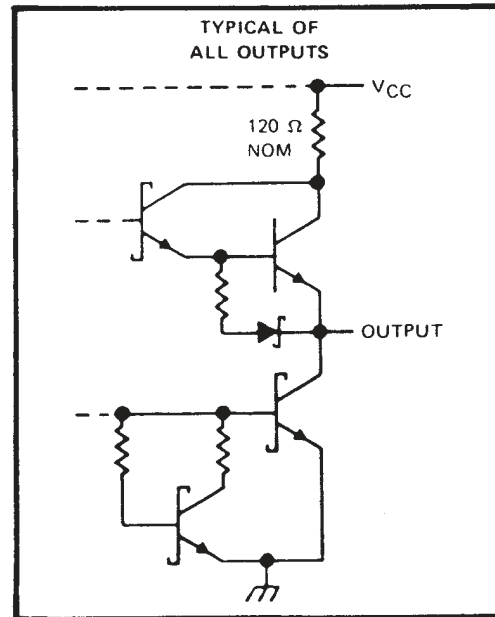 TYPICAL OF
ALL OUTPUTS
VCC
120 Ω
NOM
OUTPUT